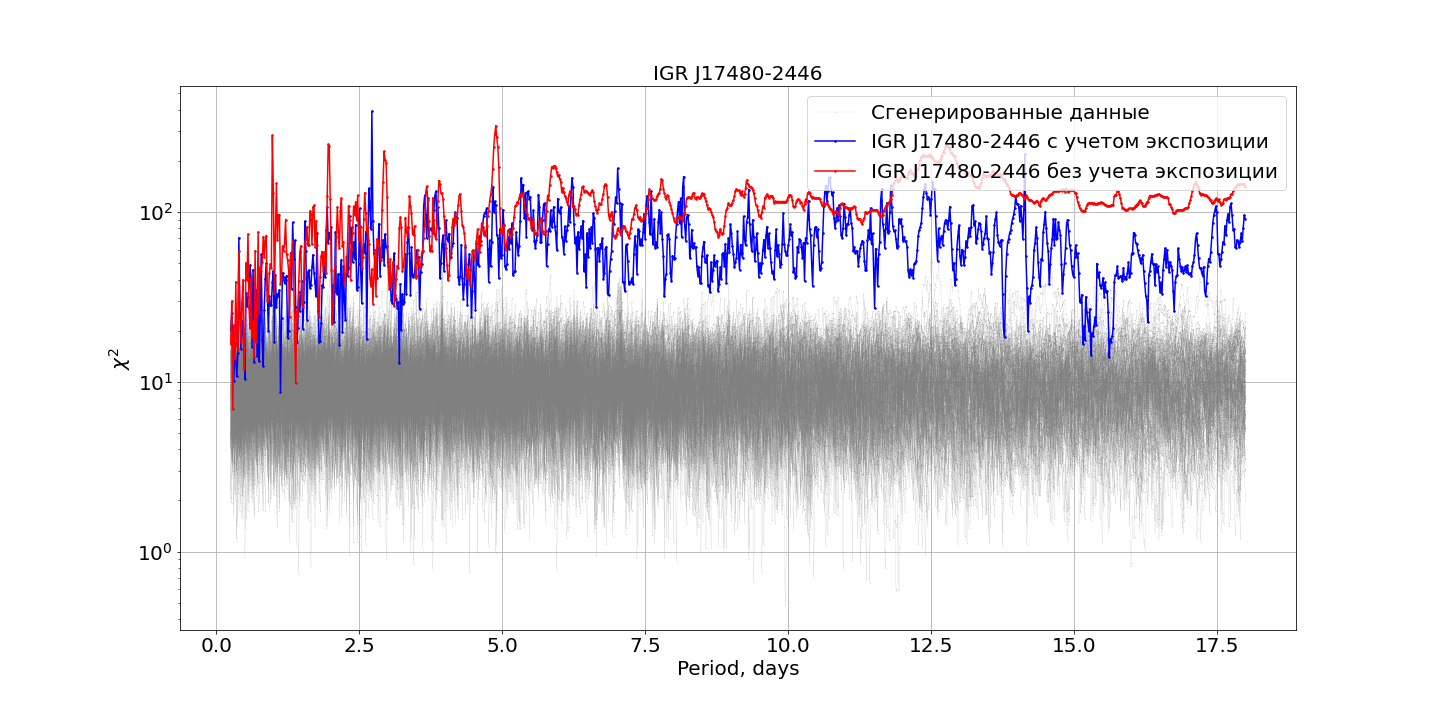 IGR J17480-2446
Сгенерированные данные
IGR J17480-2446 с учетом экспозиции
IGR J17480-2446 без учета экспозиции
χ²
10²
10¹
10⁰
0.0 2.5 5.0 7.5 10.0 12.5 15.0 17.5
Period, days